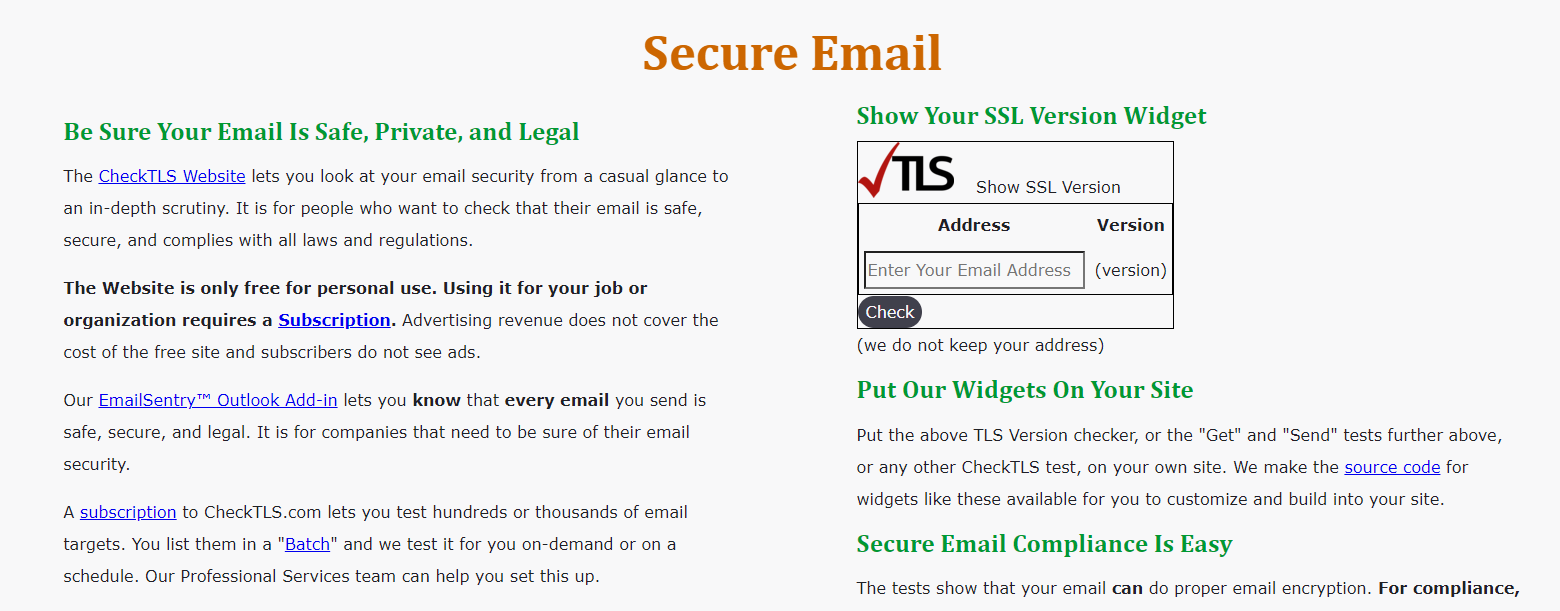 Secure Email
Be Sure Your Email Is Safe, Private, and Legal
The CheckTLS Website lets you look at your email security from a casual glance to
an in-depth scrutiny. It is for people who want to check that their email is safe,
secure, and complies with all laws and regulations.
The Website is only free for personal use. Using it for your job or
organization requires a Subscription. Advertising revenue does not cover the
cost of the free site and subscribers do not see ads.
Our EmailSentry™ Outlook Add-in lets you know that every email you send is
safe, secure, and legal. It is for companies that need to be sure of their email
security.
A subscription to CheckTLS.com lets you test hundreds or thousands of email
targets. You list them in a "Batch" and we test it for you on-demand or on a
schedule. Our Professional Services team can help you set this up.
Show Your SSL Version Widget
TLS Show SSL Version
Address Version
Enter Your Email Address (version)
Check
(we do not keep your address)
Put Our Widgets On Your Site
Put the above TLS Version checker, or the "Get" and "Send" tests further above,
or any other CheckTLS test, on your own site. We make the source code for
widgets like these available for you to customize and build into your site.
Secure Email Compliance Is Easy
The tests show that your email can do proper email encryption. For compliance,